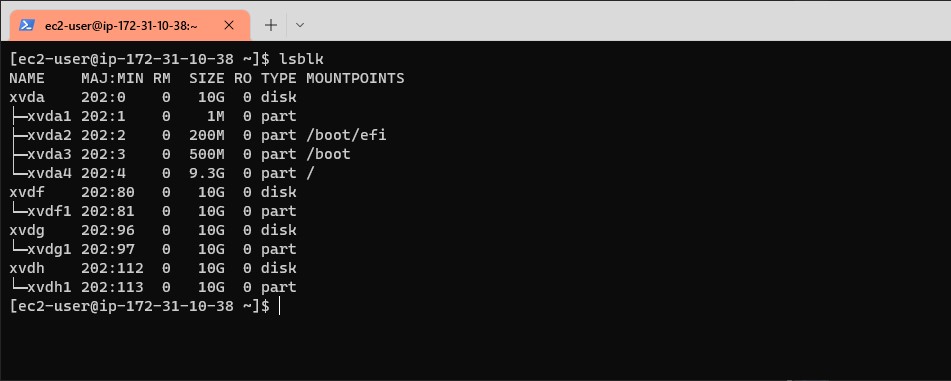 ec2-user@ip-172-31-10-38:~
[ec2-user@ip-172-31-10-38 ~]$ lsblk
NAME    MAJ:MIN RM  SIZE RO TYPE MOUNTPOINTS
xvda    202:0    0   10G  0 disk
├─xvda1 202:1    0    1M  0 part
├─xvda2 202:2    0  200M  0 part /boot/efi
├─xvda3 202:3    0  500M  0 part /boot
└─xvda4 202:4    0  9.3G  0 part /
xvdf    202:80   0   10G  0 disk
└─xvdf1 202:81   0   10G  0 part
xvdg    202:96   0   10G  0 disk
└─xvdg1 202:97   0   10G  0 part
xvdh    202:112  0   10G  0 disk
└─xvdh1 202:113  0   10G  0 part
[ec2-user@ip-172-31-10-38 ~]$